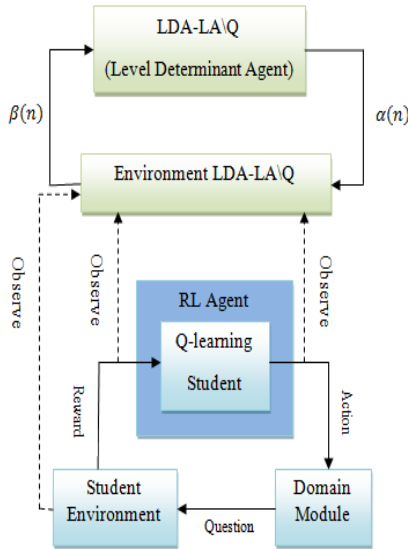 LDA-LA\Q
(Level Determinant Agent)
β(n)
α(n)
Environment LDA-LA\Q
Observe
Observe
Observe
RL Agent
Q-learning
Student
Reward
Action
Student
Environment
Question
Domain
Module